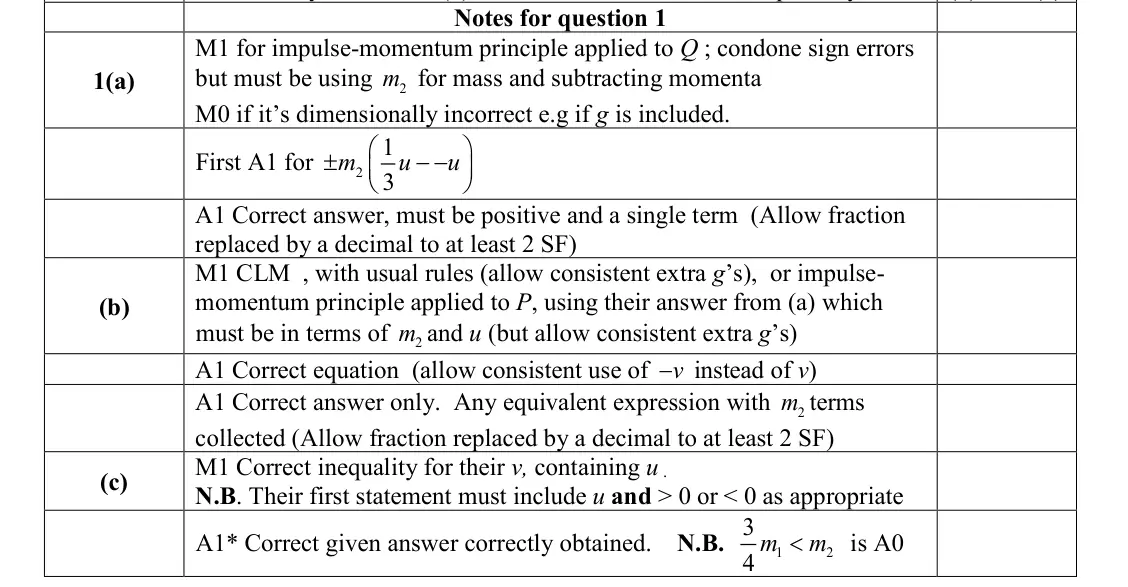 Notes for question 1
1(a)
M1 for impulse-momentum principle applied to Q ; condone sign errors
but must be using m₂ for mass and subtracting momenta
M0 if it’s dimensionally incorrect e.g if g is included.
First A1 for ±m₂(1/3 u − −u)
A1 Correct answer, must be positive and a single term (Allow fraction
replaced by a decimal to at least 2 SF)
(b)
M1 CLM , with usual rules (allow consistent extra g’s), or impulse-
momentum principle applied to P, using their answer from (a) which
must be in terms of m₂ and u (but allow consistent extra g’s)
A1 Correct equation (allow consistent use of −v instead of v)
A1 Correct answer only. Any equivalent expression with m₂ terms
collected (Allow fraction replaced by a decimal to at least 2 SF)
(c)
M1 Correct inequality for their v, containing u .
N.B. Their first statement must include u and > 0 or < 0 as appropriate
A1* Correct given answer correctly obtained. N.B. 3/4 m₁ < m₂ is A0